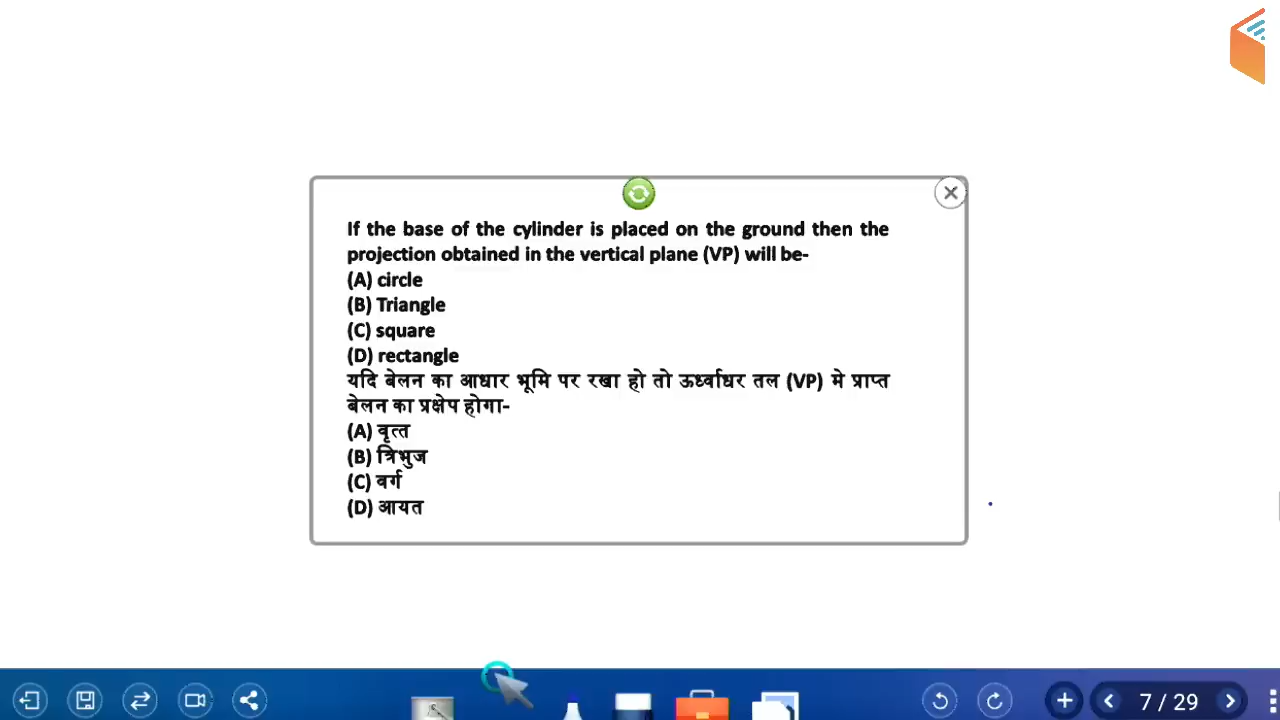 If the base of the cylinder is placed on the ground then the
projection obtained in the vertical plane (VP) will be-
(A) circle
(B) Triangle
(C) square
(D) rectangle
यदि बेलन का आधार भूमि पर रखा हो तो ऊर्ध्वाधर तल (VP) मे प्राप्त
बेलन का प्रक्षेप होगा-
(A) वृत्त
(B) त्रिभुज
(C) वर्ग
(D) आयत
7 / 29